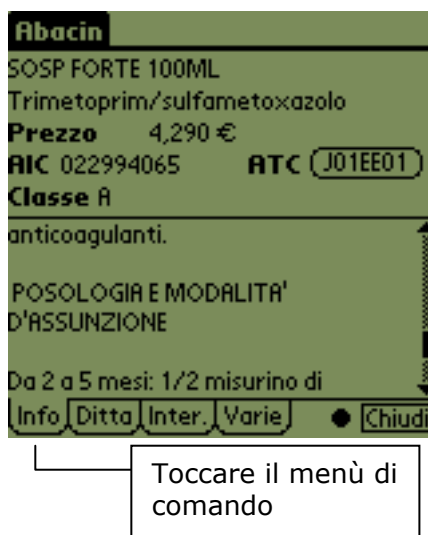 Abacin
SOSP FORTE 100ML
Trimetoprim/sulfametoxazolo
Prezzo 4,290 €
AIC 022994065 ATC J01EE01
Classe A
anticoagulanti.
POSOLOGIA E MODALITA'
D'ASSUNZIONE
Da 2 a 5 mesi: 1/2 misurino di
Info Ditta Inter. Varie Chiudi
Toccare il menù di
comando